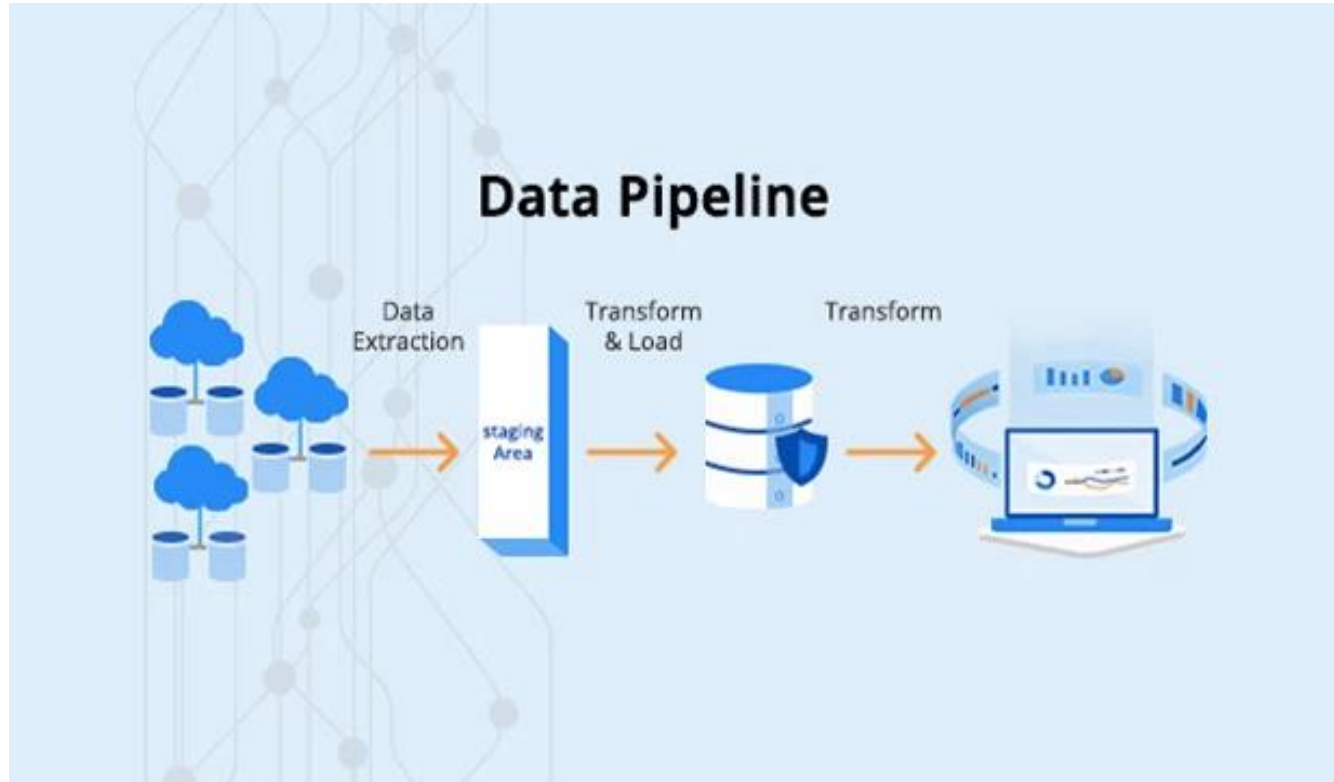 Data Pipeline
Data
Extraction
Transform
& Load
Transform
staging
Area